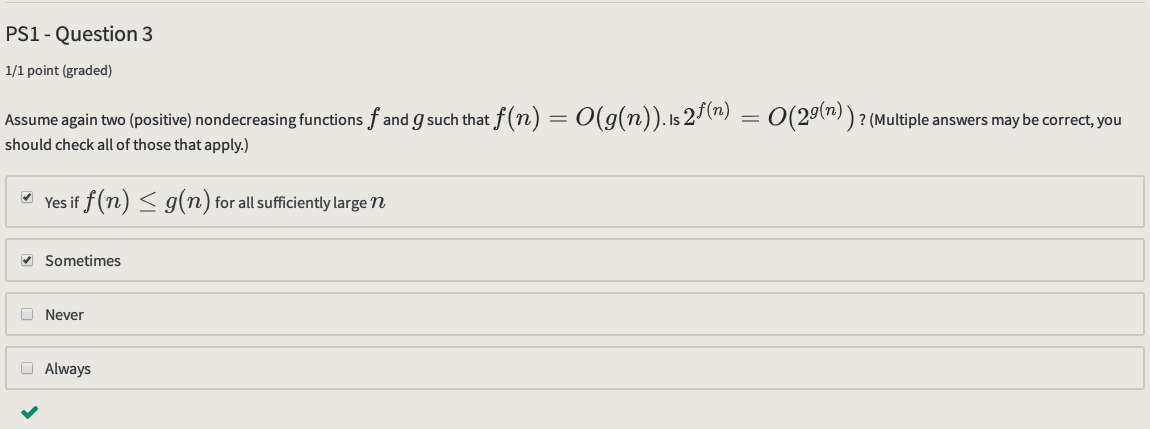 PS1 - Question 3
1/1 point (graded)
Assume again two (positive) nondecreasing functions f and g such that f(n) = O(g(n)). Is 2^{f(n)} = O(2^{g(n)}) ? (Multiple answers may be correct, you
should check all of those that apply.)
Yes if f(n) ≤ g(n) for all sufficiently large n
Sometimes
Never
Always